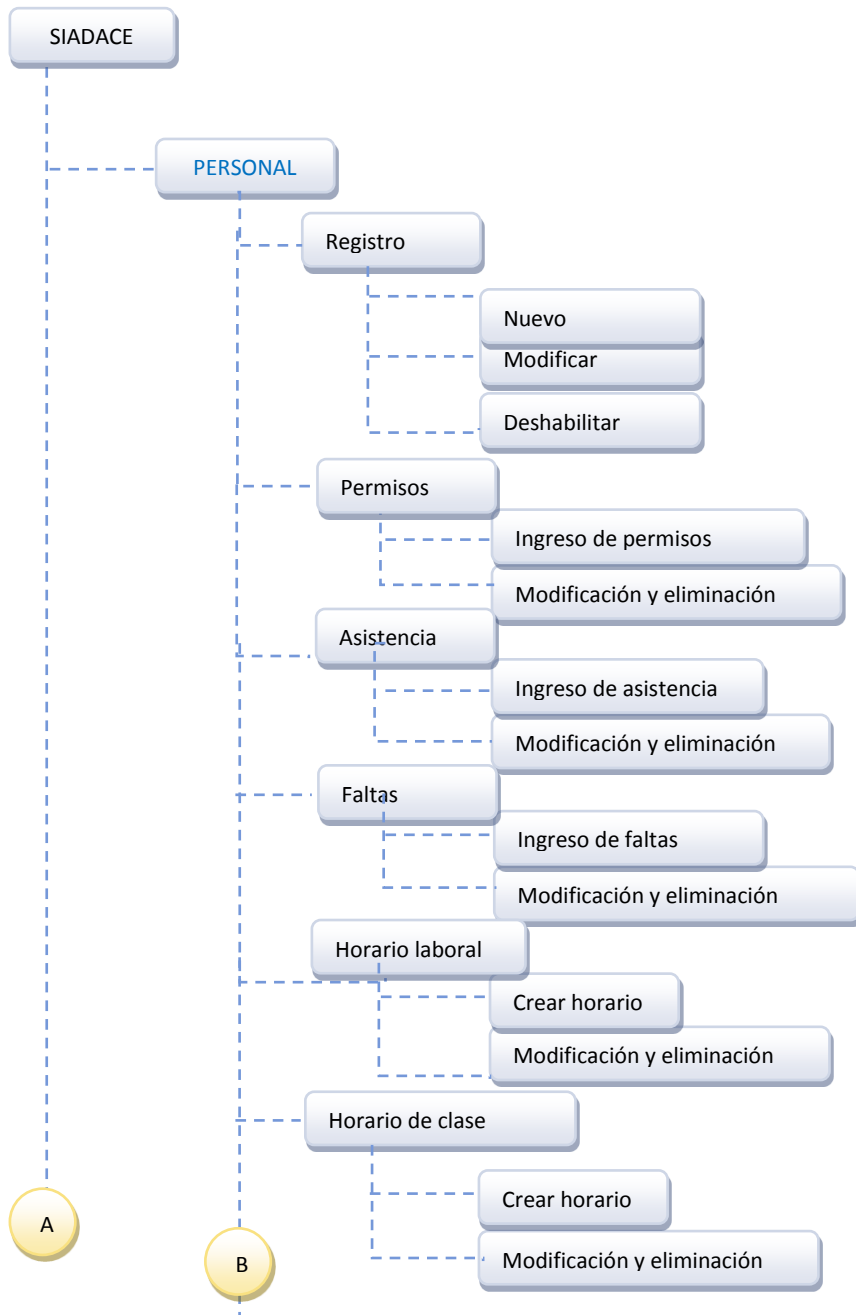 SIADACE
PERSONAL
Registro
Nuevo
Modificar
Deshabilitar
Permisos
Ingreso de permisos
Modificación y eliminación
Asistencia
Ingreso de asistencia
Modificación y eliminación
Faltas
Ingreso de faltas
Modificación y eliminación
Horario laboral
Crear horario
Modificación y eliminación
Horario de clase
Crear horario
Modificación y eliminación
A
B